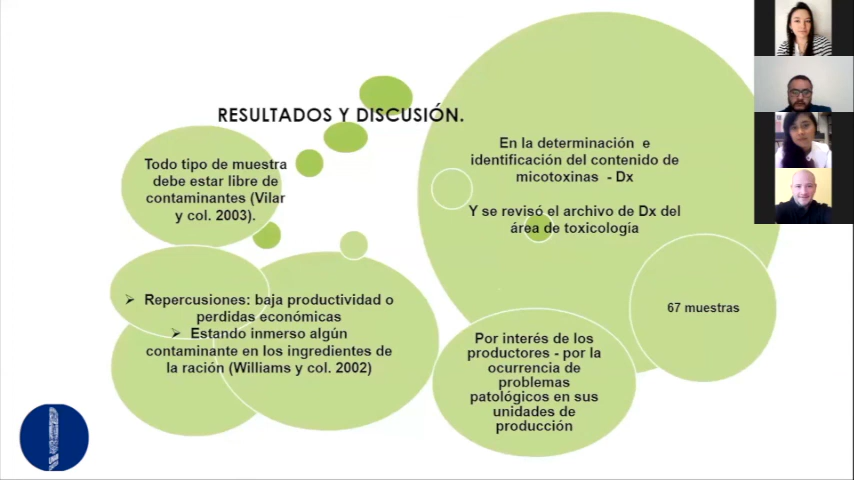 RESULTADOS Y DISCUSIÓN.
Todo tipo de muestra
debe estar libre de
contaminantes (Vilar
y col. 2003).
En la determinación e
identificación del contenido de
micotoxinas - Dx
Y se revisó el archivo de Dx del
área de toxicología
➢ Repercusiones: baja productividad o
perdidas económicas
➢ Estando inmerso algún
contaminante en los ingredientes de
la ración (Williams y col. 2002)
Por interés de los
productores - por la
ocurrencia de
problemas
patológicos en sus
unidades de
producción
67 muestras